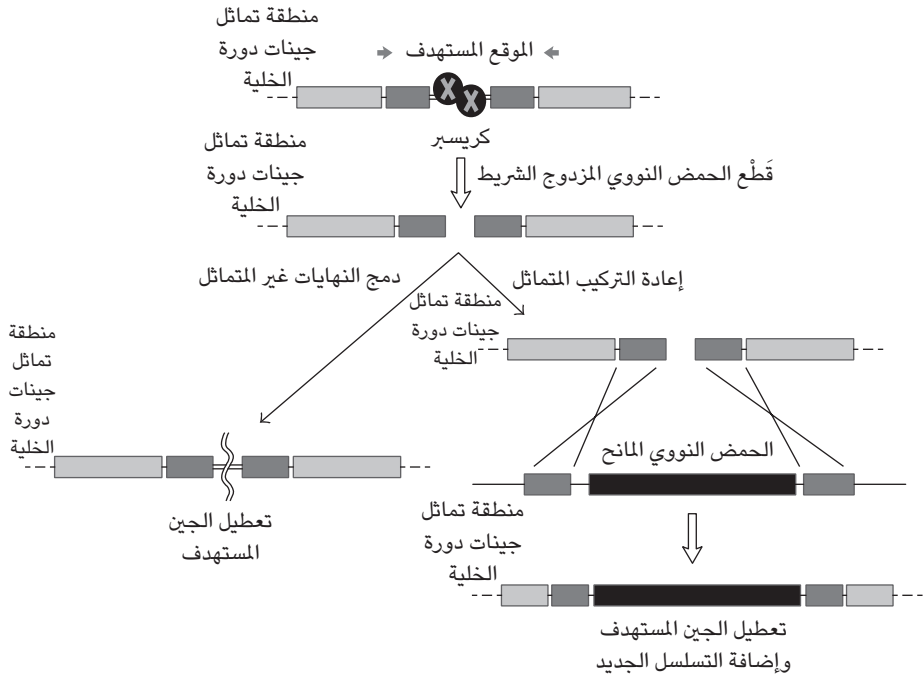 منطقة تماثل
جينات دورة
الخلية
الموقع المستهدف
كريسبر
منطقة تماثل
جينات دورة
الخلية
قَطْع الحمض النووي المزدوج الشريط
دمج النهايات غير المتماثل
إعادة التركيب المتماثل
منطقة تماثل
جينات دورة
الخلية
منطقة
تماثل
جينات
دورة
الخلية
الحمض النووي المانح
تعطيل الجين
المستهدف
منطقة تماثل
جينات دورة
الخلية
تعطيل الجين المستهدف
وإضافة التسلسل الجديد